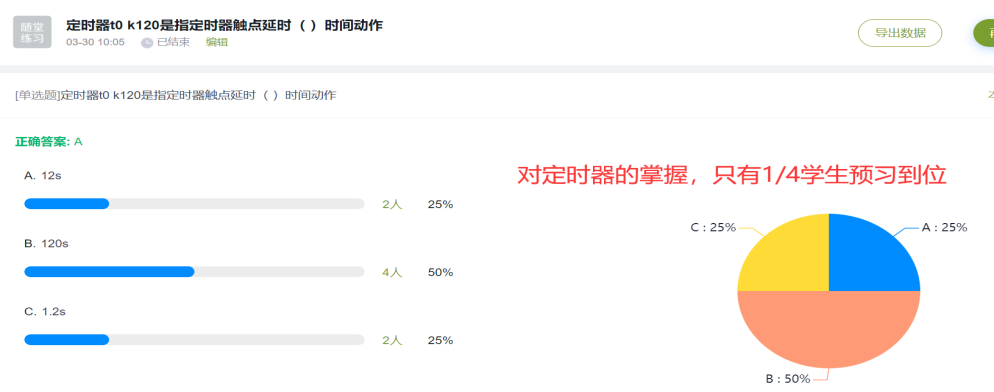 随堂
练习
定时器t0 k120是指定时器触点延时（ ）时间动作
03-30 10:05 已结束 编辑
导出数据
[单选题]定时器t0 k120是指定时器触点延时（ ）时间动作
正确答案: A
A. 12s
2人 25%
B. 120s
4人 50%
C. 1.2s
2人 25%
对定时器的掌握，只有1/4学生预习到位
C : 25%
A : 25%
B : 50%